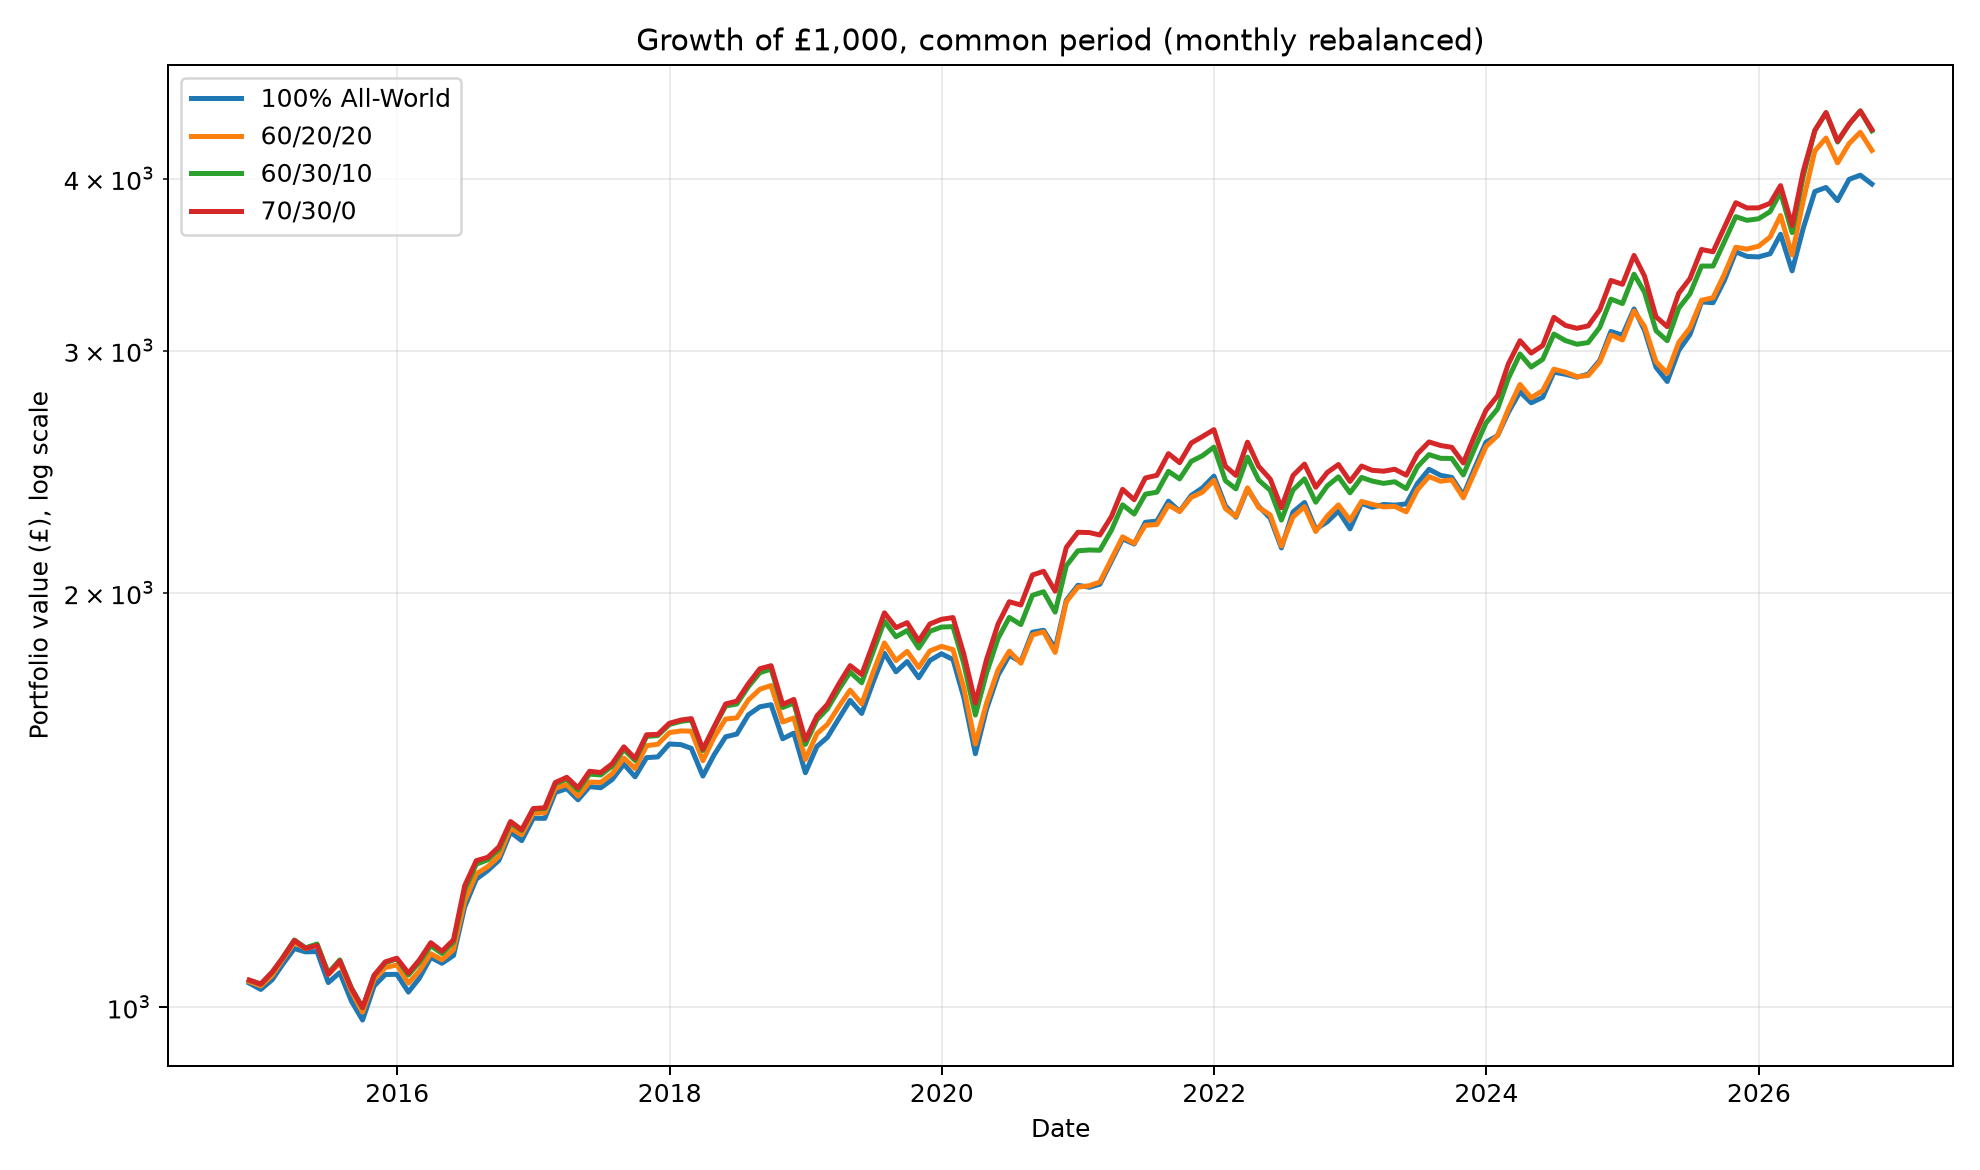 Growth of £1,000, common period (monthly rebalanced)
100% All-World
60/20/20
60/30/10
70/30/0
4 × 10³
3 × 10³
2 × 10³
10³
Portfolio value (£), log scale
2016 2018 2020 2022 2024 2026
Date